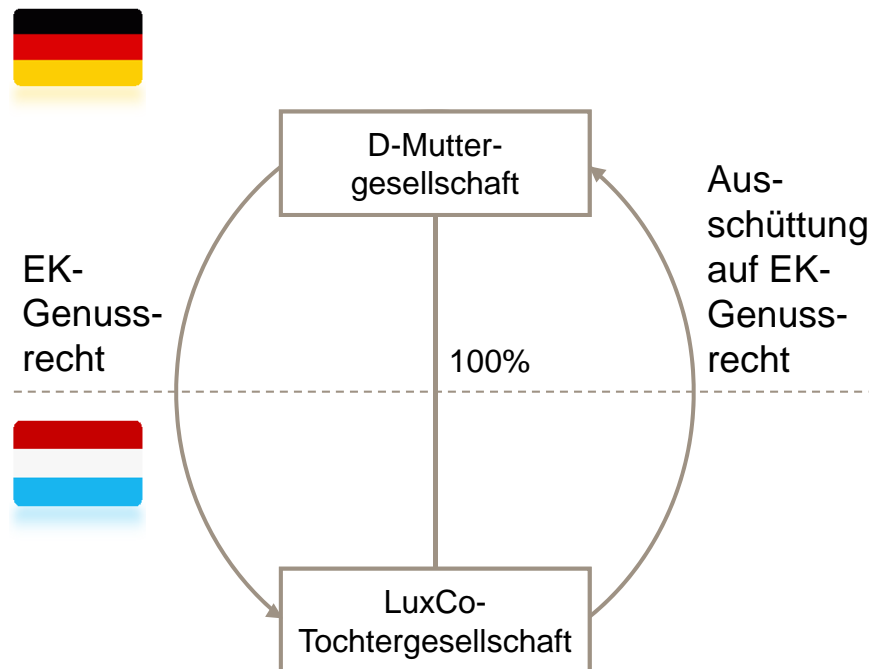 D-Mutter-
gesellschaft
EK-
Genuss-
recht
100%
Aus-
schüttung
auf EK-
Genuss-
recht
LuxCo-
Tochtergesellschaft